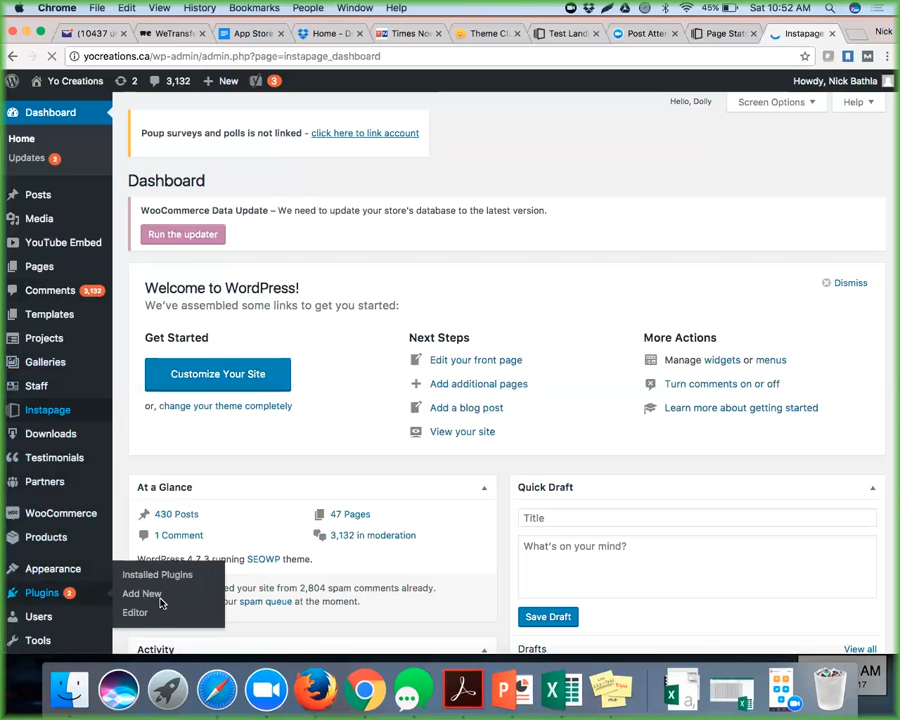 Chrome File Edit View History Bookmarks People Window Help 45% Sat 10:52 AM
(10437 u WeTransfe App Store Home – D Times Nov Theme Cl Test Land Post Atten Page Stat Instapage Nick
yocreations.ca/wp-admin/admin.php?page=instapage_dashboard
Yo Creations 2 3,132 New 3 Howdy, Nick Bathla
Dashboard
Home
Updates 2
Posts
Media
YouTube Embed
Pages
Comments 3,132
Templates
Projects
Galleries
Staff
Instapage
Downloads
Testimonials
Partners
WooCommerce
Products
Appearance
Plugins 2
Users
Tools
Installed Plugins
Add New
Editor
Hello, Dolly Screen Options Help
Poup surveys and polls is not linked - click here to link account
Dashboard
WooCommerce Data Update – We need to update your store's database to the latest version.
Run the updater
Welcome to WordPress! Dismiss
We've assembled some links to get you started:
Get Started
Customize Your Site
or, change your theme completely
Next Steps
Edit your front page
Add additional pages
Add a blog post
View your site
More Actions
Manage widgets or menus
Turn comments on or off
Learn more about getting started
At a Glance
430 Posts 47 Pages
1 Comment 3,132 in moderation
WordPress 4.7.3 running SEOWP theme.
ed your site from 2,804 spam comments already.
ur spam queue at the moment.
Activity
Quick Draft
Title
What's on your mind?
Save Draft
Drafts View all
AM
17